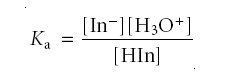 Kₐ = [In⁻][H₃O⁺]
[HIn]